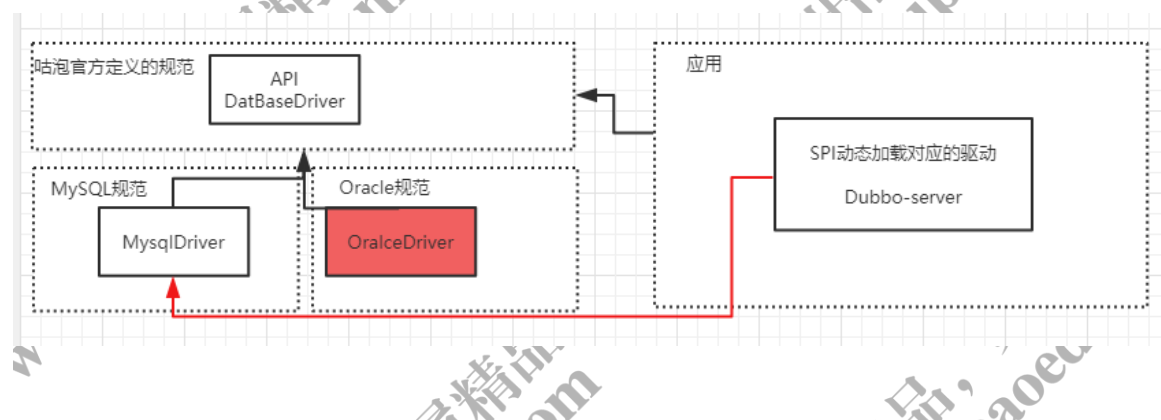 咕泡官方定义的规范
API
DatBaseDriver
应用
SPI动态加载对应的驱动
Dubbo-server
MySQL规范
MysqlDriver
Oracle规范
OralceDriver